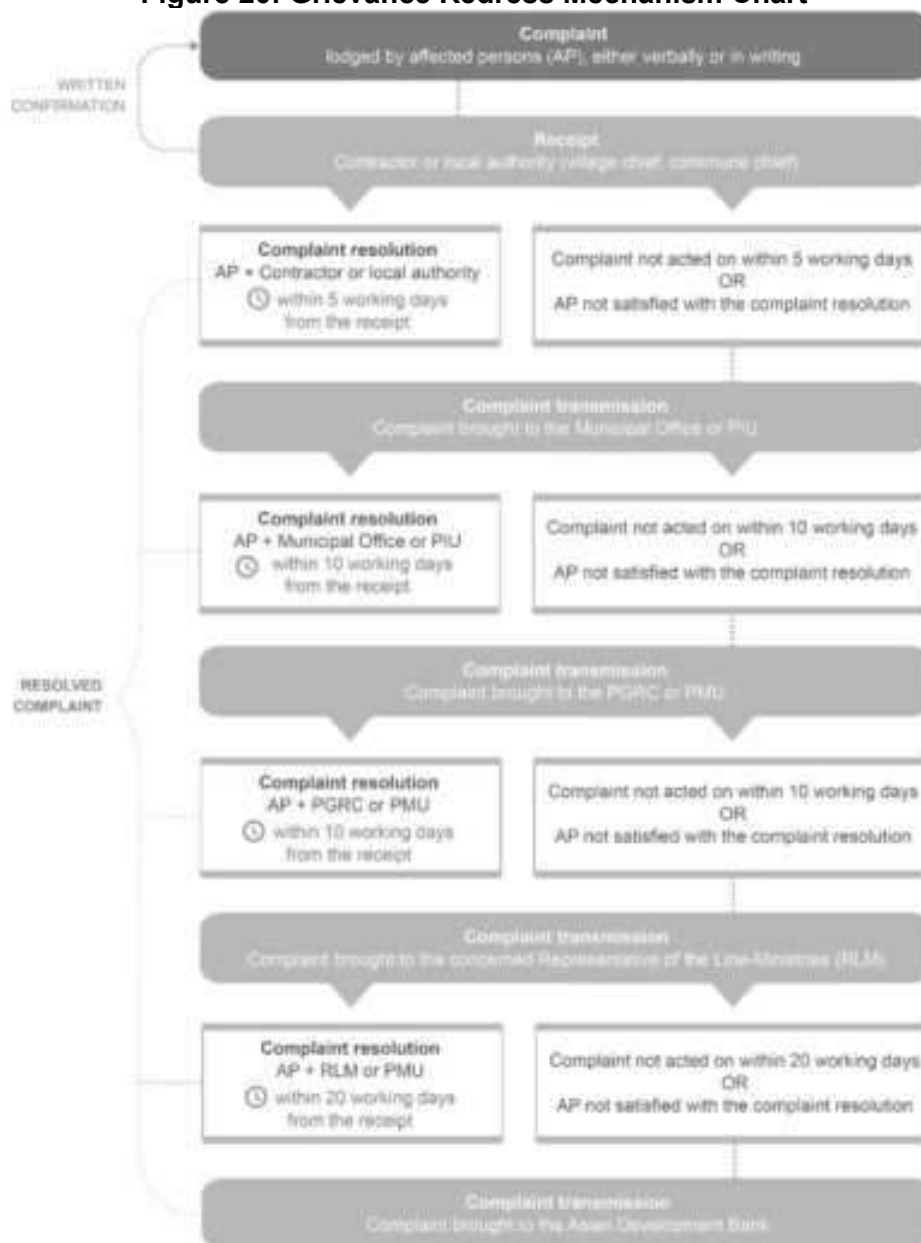 Figure 20: Grievance Redress Mechanism Chart
Complaint
lodged by affected persons (AP), either verbally or in writing
WRITTEN
CONFIRMATION
Receipt
Contractor or local authority (village chief, commune chief)
Complaint resolution
AP + Contractor or local authority
within 5 working days
from the receipt
Complaint not acted on within 5 working days
OR
AP not satisfied with the complaint resolution
Complaint transmission
Complaint brought to the Municipal Office or PIU
Complaint resolution
AP + Municipal Office or PIU
within 10 working days
from the receipt
Complaint not acted on within 10 working days
OR
AP not satisfied with the complaint resolution
Complaint transmission
Complaint brought to the PGRC or PMU
RESOLVED
COMPLAINT
Complaint resolution
AP + PGRC or PMU
within 10 working days
from the receipt
Complaint not acted on within 10 working days
OR
AP not satisfied with the complaint resolution
Complaint transmission
Complaint brought to the concerned Representative of the Line-Ministries (RLM)
Complaint resolution
AP + RLM or PMU
within 20 working days
from the receipt
Complaint not acted on within 20 working days
OR
AP not satisfied with the complaint resolution
Complaint transmission
Complaint brought to the Asian Development Bank